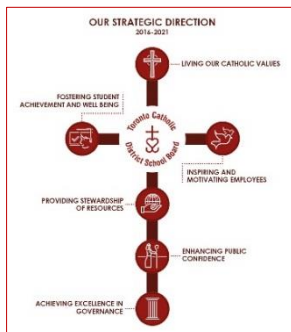 OUR STRATEGIC DIRECTION
2016-2021
LIVING OUR CATHOLIC VALUES
FOSTERING STUDENT
ACHIEVEMENT AND WELL BEING
Toronto Catholic
District School Board
INSPIRING AND
MOTIVATING EMPLOYEES
PROVIDING STEWARDSHIP
OF RESOURCES
ENHANCING PUBLIC
CONFIDENCE
ACHIEVING EXCELLENCE IN
GOVERNANCE